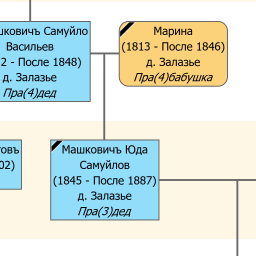 шковичъ Самуйло
Васильев
2 - После 1848)
д. Залазье
Пра(4)дед
Марина
(1813 - После 1846)
д. Залазье
Пра(4)бабушка
говъ
02)
Машковичъ Юда
Самуйлов
(1845 - После 1887)
д. Залазье
Пра(3)дед